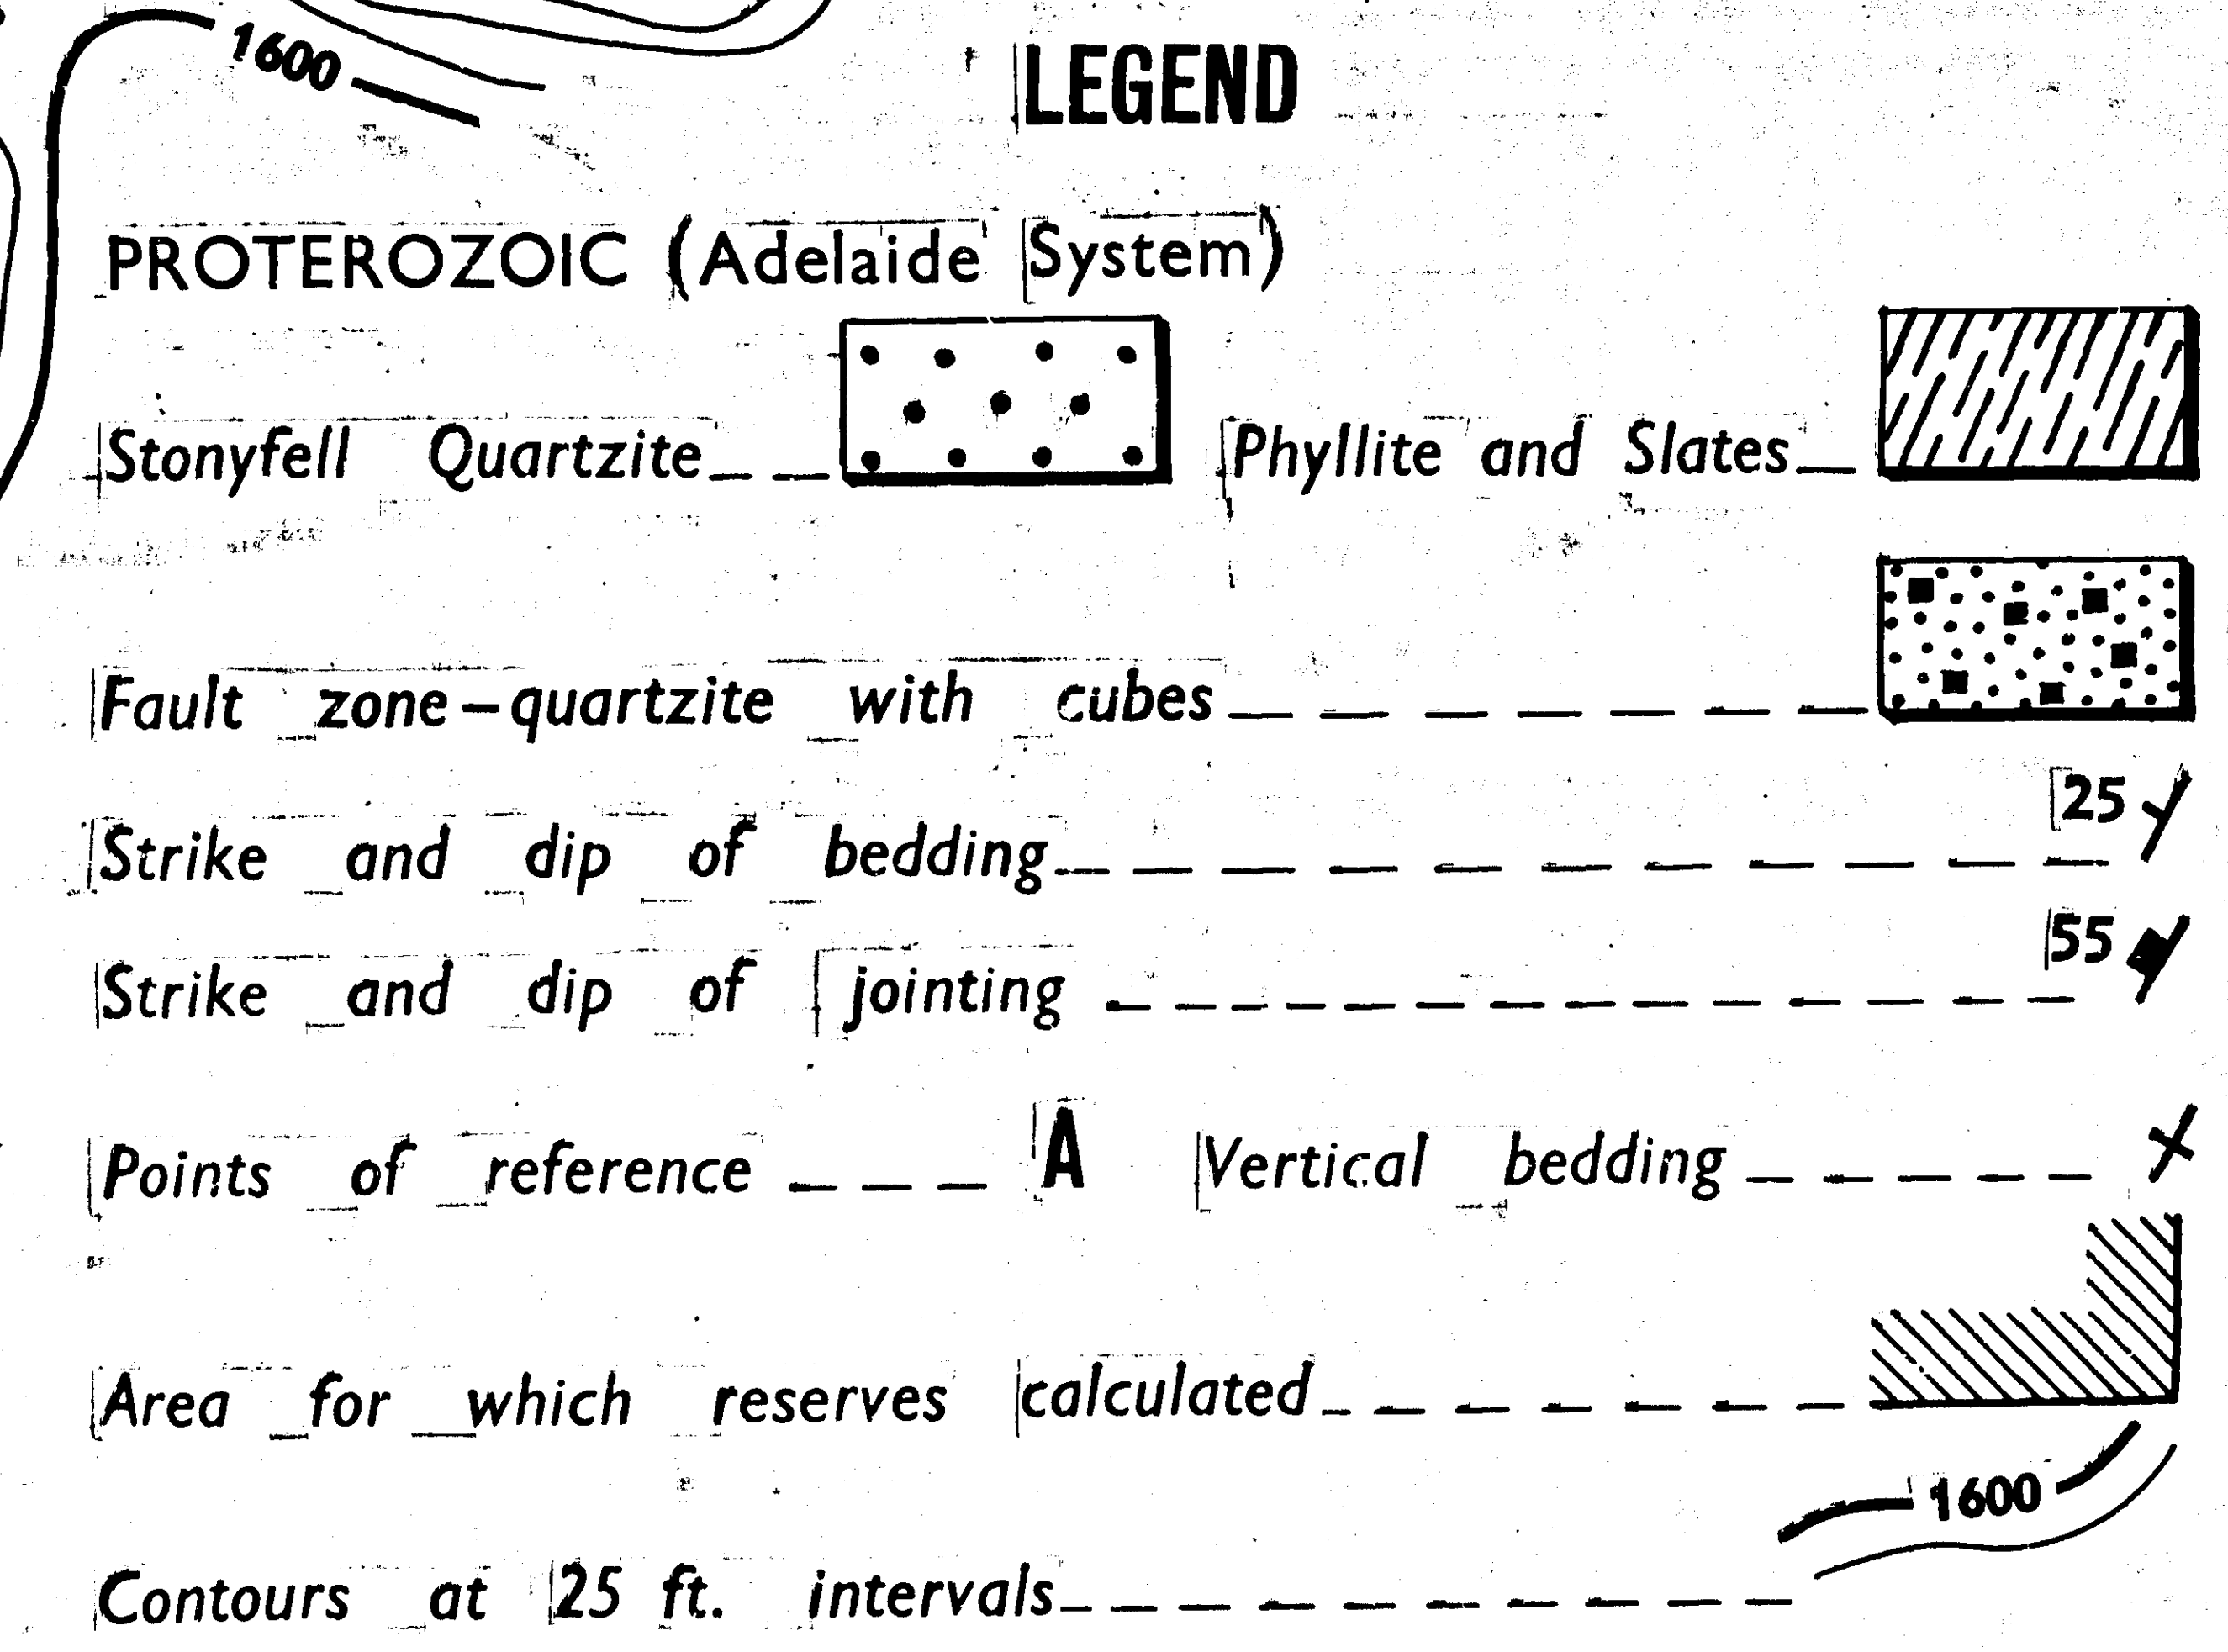 1600
LEGEND
PROTEROZOIC (Adelaide System)
Stonyfell Quartzite
Phyllite and Slates
Fault zone–quartzite with cubes
Strike and dip of bedding 25
Strike and dip of jointing 55
Points of reference A Vertical bedding
Area for which reserves calculated
1600
Contours at 25 ft. intervals